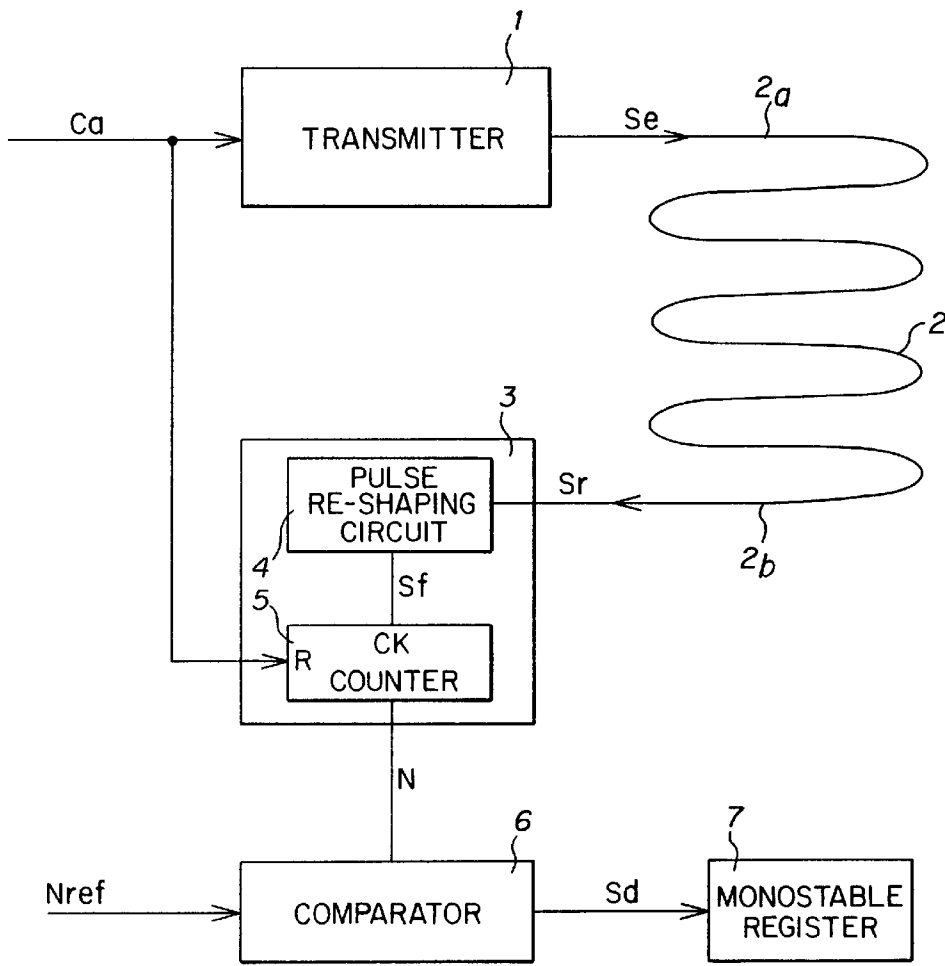 1
Ca
TRANSMITTER
Se
2a
2
3
PULSE
RE-SHAPING
CIRCUIT
Sr
2b
4
Sf
5
CK
R
COUNTER
N
6
7
Nref
COMPARATOR
Sd
MONOSTABLE
REGISTER